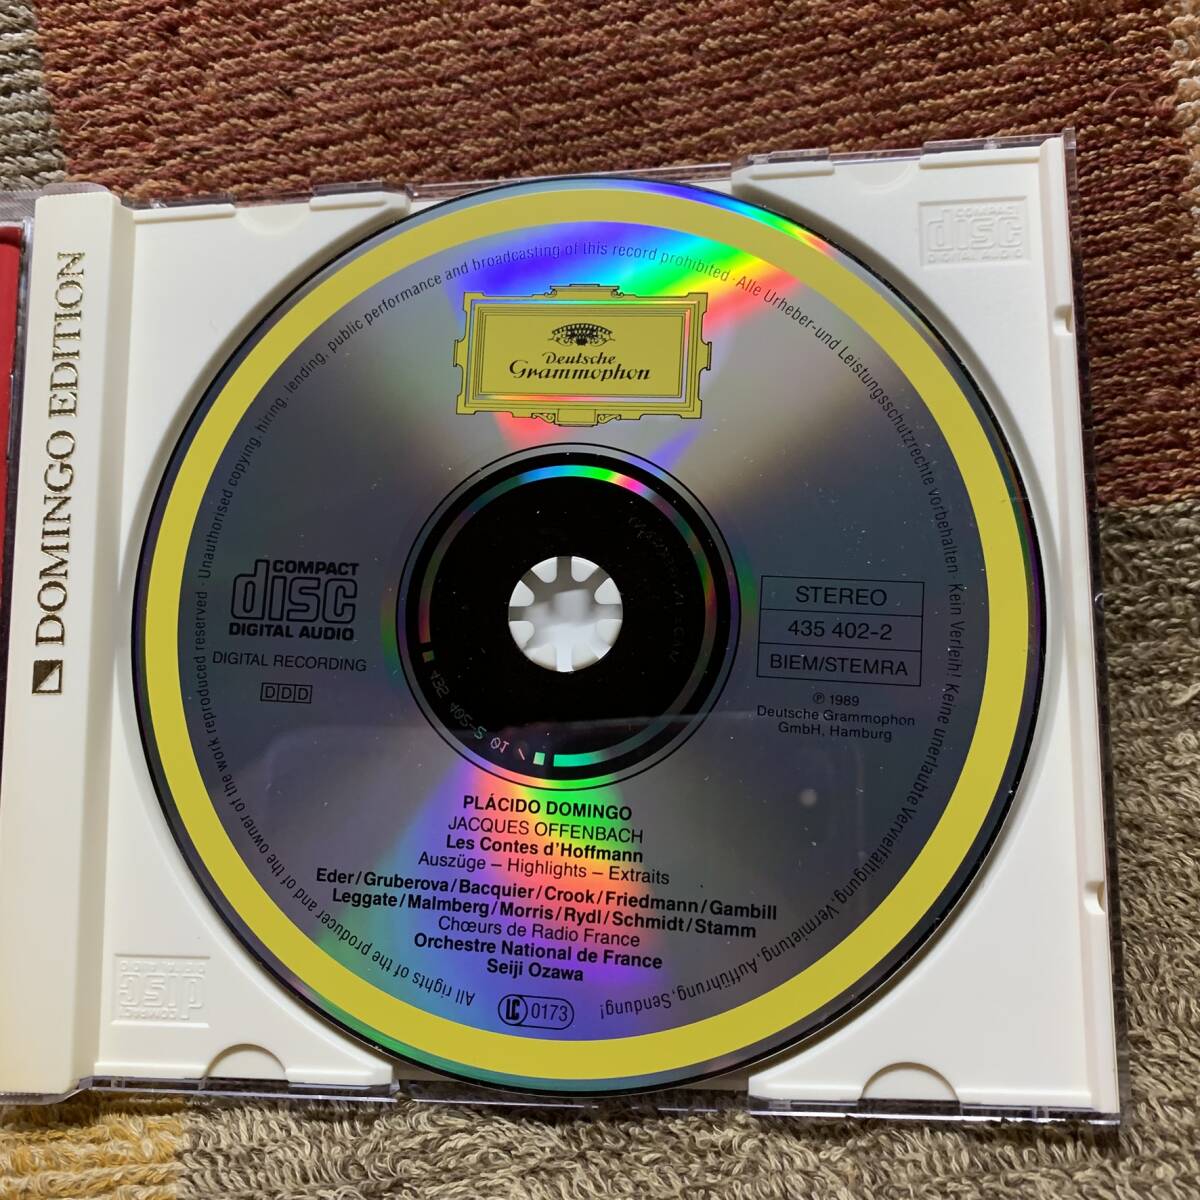 DOMINGO EDITION
COMPACT
disc
DIGITAL AUDIO
All rights of the producer and of the owner of the work reproduced reserved · Unauthorised copying, hiring, lending, public performance and broadcasting of this record prohibited · Alle Urheber- und Leistungsschutzrechte vorbehalten. Kein Verleih! Keine unerlaubte Vervielfältigung, Vermietung, Aufführung, Sendung!
Deutsche
Grammophon
COMPACT
disc
DIGITAL AUDIO
DIGITAL RECORDING
DDD
STEREO
435 402-2
BIEM/STEMRA
℗ 1989
Deutsche Grammophon
GmbH, Hamburg
PLÁCIDO DOMINGO
JACQUES OFFENBACH
Les Contes d'Hoffmann
Auszüge – Highlights – Extraits
Eder/Gruberova/Bacquier/Crook/Friedmann/Gambill
Leggate/Malmberg/Morris/Rydl/Schmidt/Stamm
Chœurs de Radio France
Orchestre National de France
Seiji Ozawa
LC 0173
COMPACT
disc
DIGITAL AUDIO